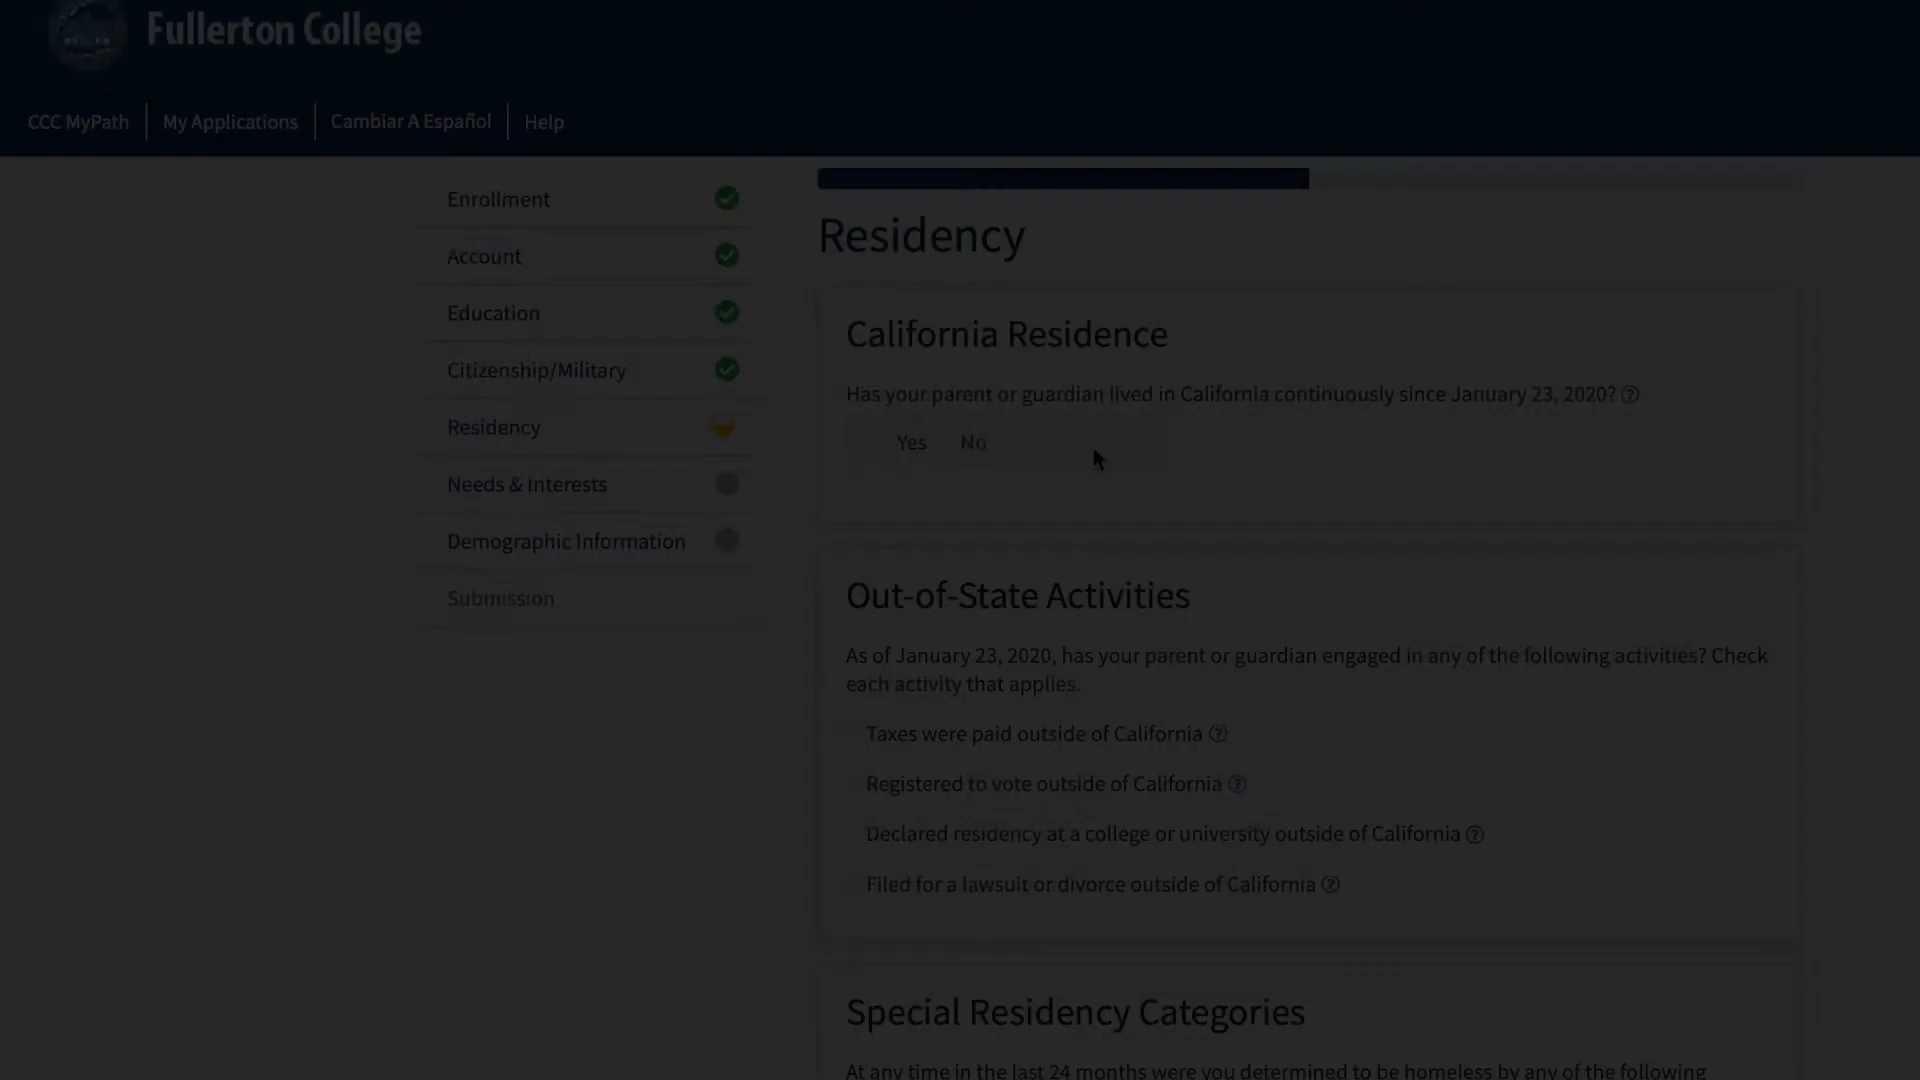 Fullerton College
CCC MyPath
My Applications
Cambiar A Español
Help
Enrollment
Account
Education
Citizenship/Military
Residency
Needs & Interests
Demographic Information
Submission
Residency
California Residence
Has your parent or guardian lived in California continuously since January 23, 2020?
Yes No
Out-of-State Activities
As of January 23, 2020, has your parent or guardian engaged in any of the following activities? Check
each activity that applies.
Taxes were paid outside of California
Registered to vote outside of California
Declared residency at a college or university outside of California
Filed for a lawsuit or divorce outside of California
Special Residency Categories
At any time in the last 24 months were you determined to be homeless by any of the following